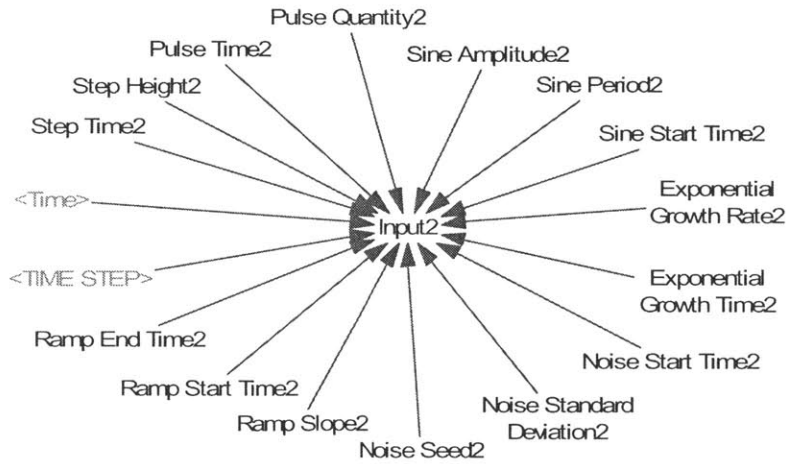 Pulse Quantity2
Pulse Time2
Sine Amplitude2
Step Height2
Sine Period2
Step Time2
Sine Start Time2
<Time>
Exponential
Growth Rate2
Input2
<TIME STEP>
Exponential
Growth Time2
Ramp End Time2
Noise Start Time2
Ramp Start Time2
Noise Standard
Deviation2
Ramp Slope2
Noise Seed2